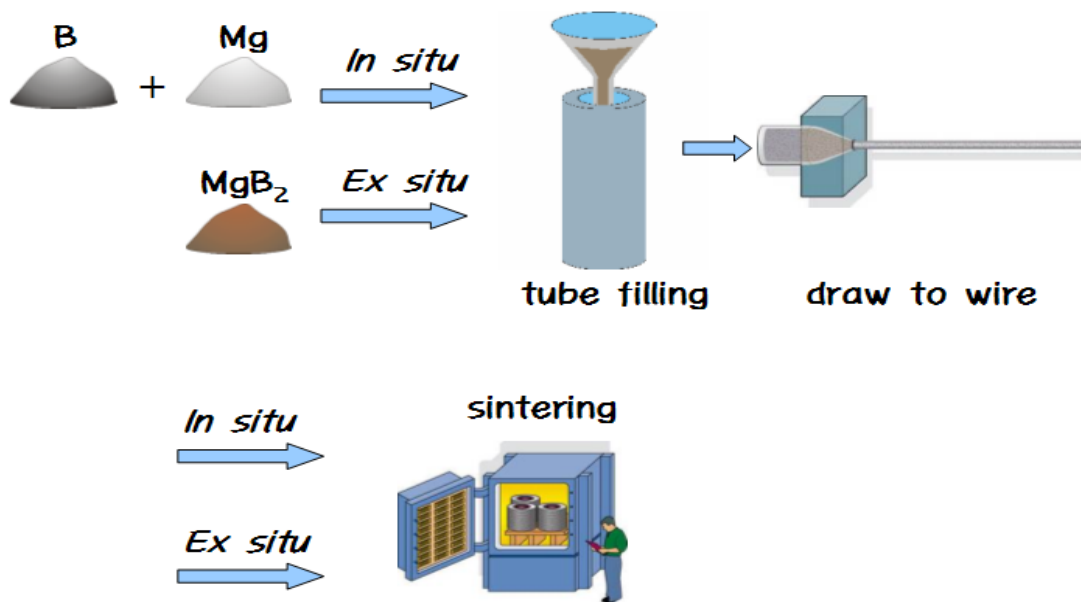 B
+
Mg
In situ
MgB₂
Ex situ
tube filling
draw to wire
In situ
sintering
Ex situ